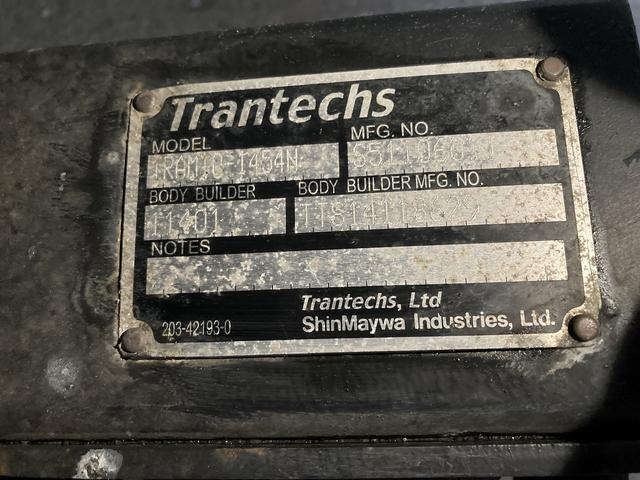 Trantechs
MODEL MFG. NO.
BODY BUILDER BODY BUILDER MFG. NO.
11401
NOTES
Trantechs, Ltd
203-42193-0 ShinMaywa Industries, Ltd.